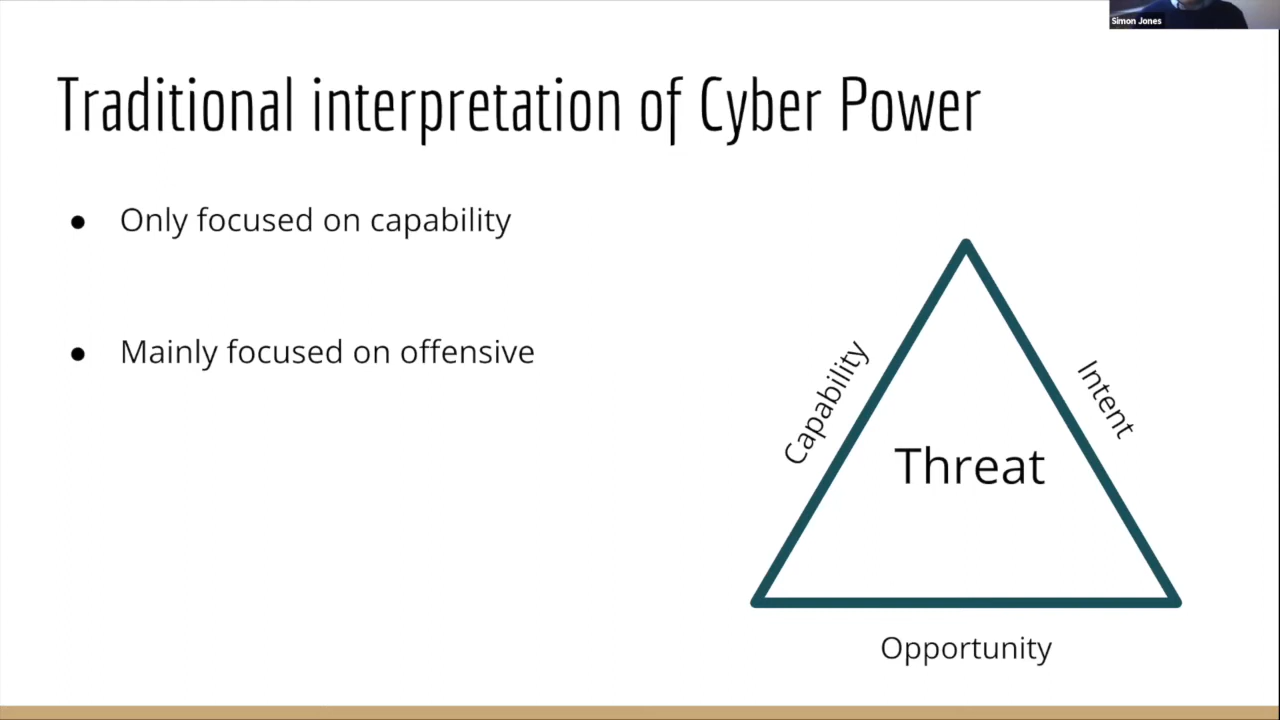 Simon Jones
Traditional interpretation of Cyber Power
● Only focused on capability
● Mainly focused on offensive
Capability
Intent
Threat
Opportunity